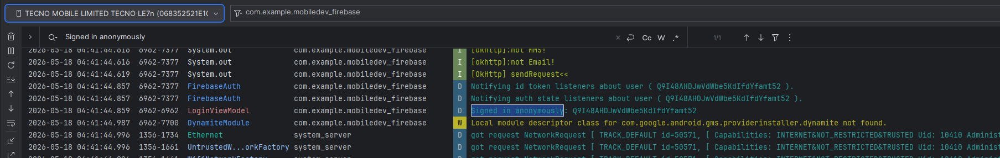 TECNO MOBILE LIMITED TECNO LE7n (068352521E1 com.example.mobiledev_firebase
Signed in anonymously Cc W .* 1/1
2026-05-18 04:41:44.616 6962-7377 System.out com.example.mobiledev_firebase I [okhttp]:not MMS!
2026-05-18 04:41:44.616 6962-7377 System.out com.example.mobiledev_firebase I [okhttp]:not Email!
2026-05-18 04:41:44.619 6962-7377 System.out com.example.mobiledev_firebase I [OkHttp] sendRequest<<
2026-05-18 04:41:44.857 6962-7377 FirebaseAuth com.example.mobiledev_firebase D Notifying id token listeners about user ( Q9I48AHDJwVdWbe5KdIfdYfamt52 ).
2026-05-18 04:41:44.857 6962-7377 FirebaseAuth com.example.mobiledev_firebase D Notifying auth state listeners about user ( Q9I48AHDJwVdWbe5KdIfdYfamt52 ).
2026-05-18 04:41:44.859 6962-6962 LoginViewModel com.example.mobiledev_firebase D Signed in anonymously: Q9I48AHDJwVdWbe5KdIfdYfamt52
2026-05-18 04:41:44.987 6962-7700 DynamiteModule com.example.mobiledev_firebase W Local module descriptor class for com.google.android.gms.providerinstaller.dynamite not found.
2026-05-18 04:41:44.996 1356-1734 Ethernet system_server D got request NetworkRequest [ TRACK_DEFAULT id=50571, [ Capabilities: INTERNET&NOT_RESTRICTED&TRUSTED Uid: 10410 Administ
2026-05-18 04:41:44.996 1356-1661 UntrustedW...orkFactory system_server D got request NetworkRequest [ TRACK_DEFAULT id=50571, [ Capabilities: INTERNET&NOT_RESTRICTED&TRUSTED Uid: 10410 Administ